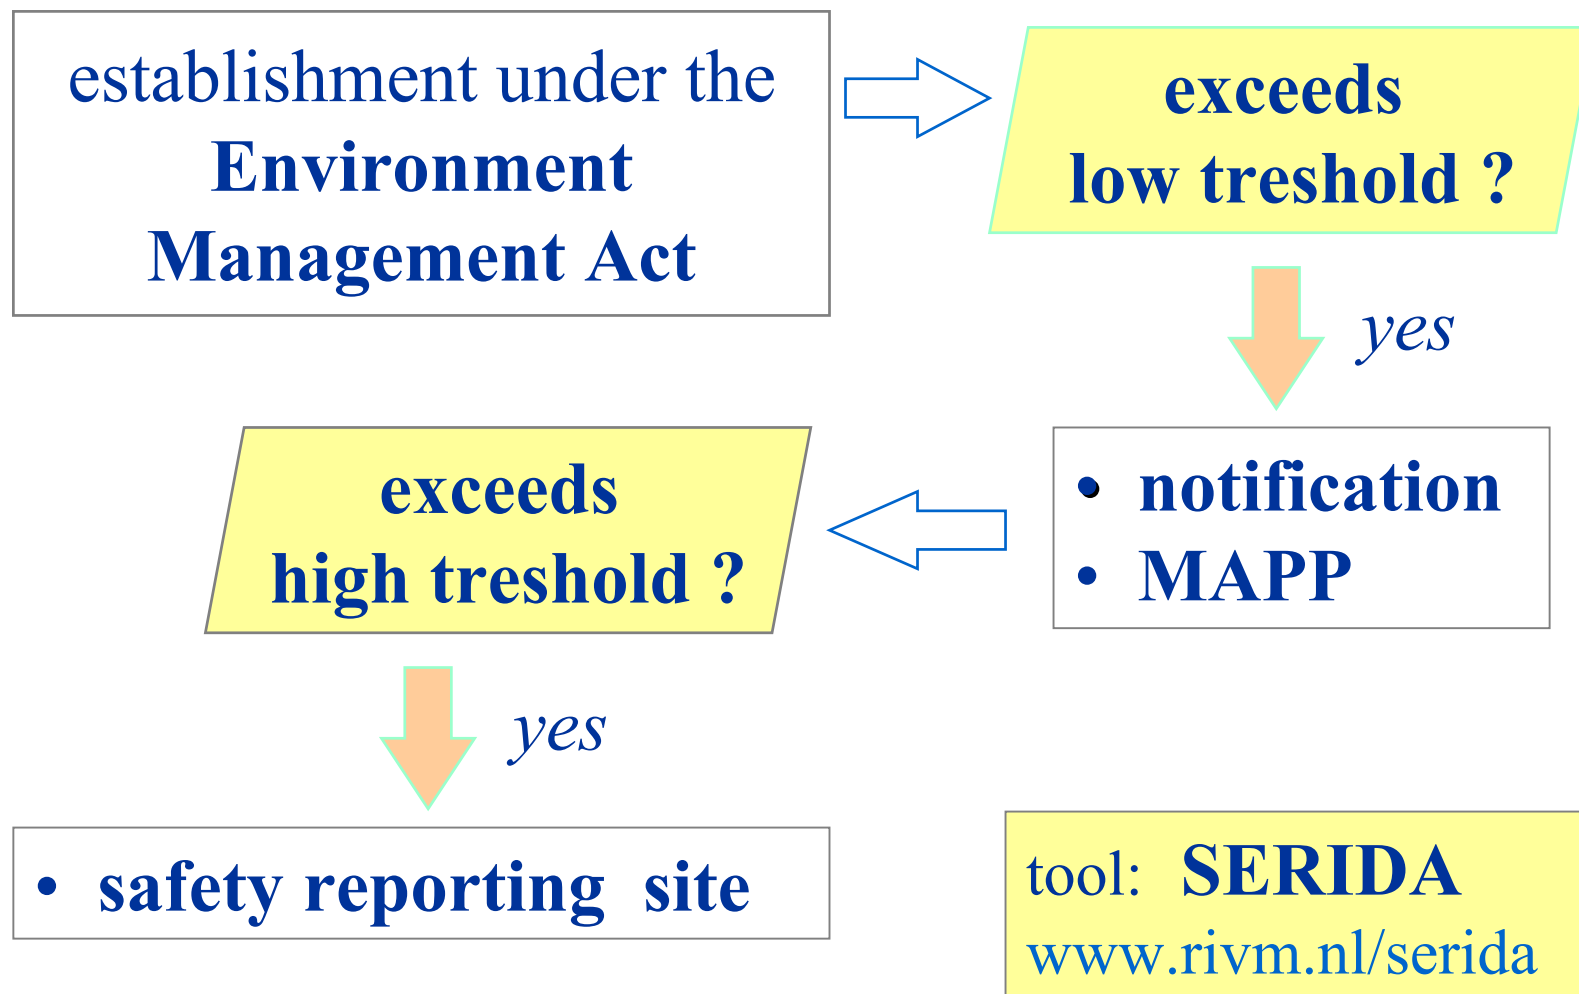 establishment under the
Environment
Management Act
exceeds
low treshold ?
yes
• notification
• MAPP
exceeds
high treshold ?
yes
• safety reporting site
tool: SERIDA
www.rivm.nl/serida